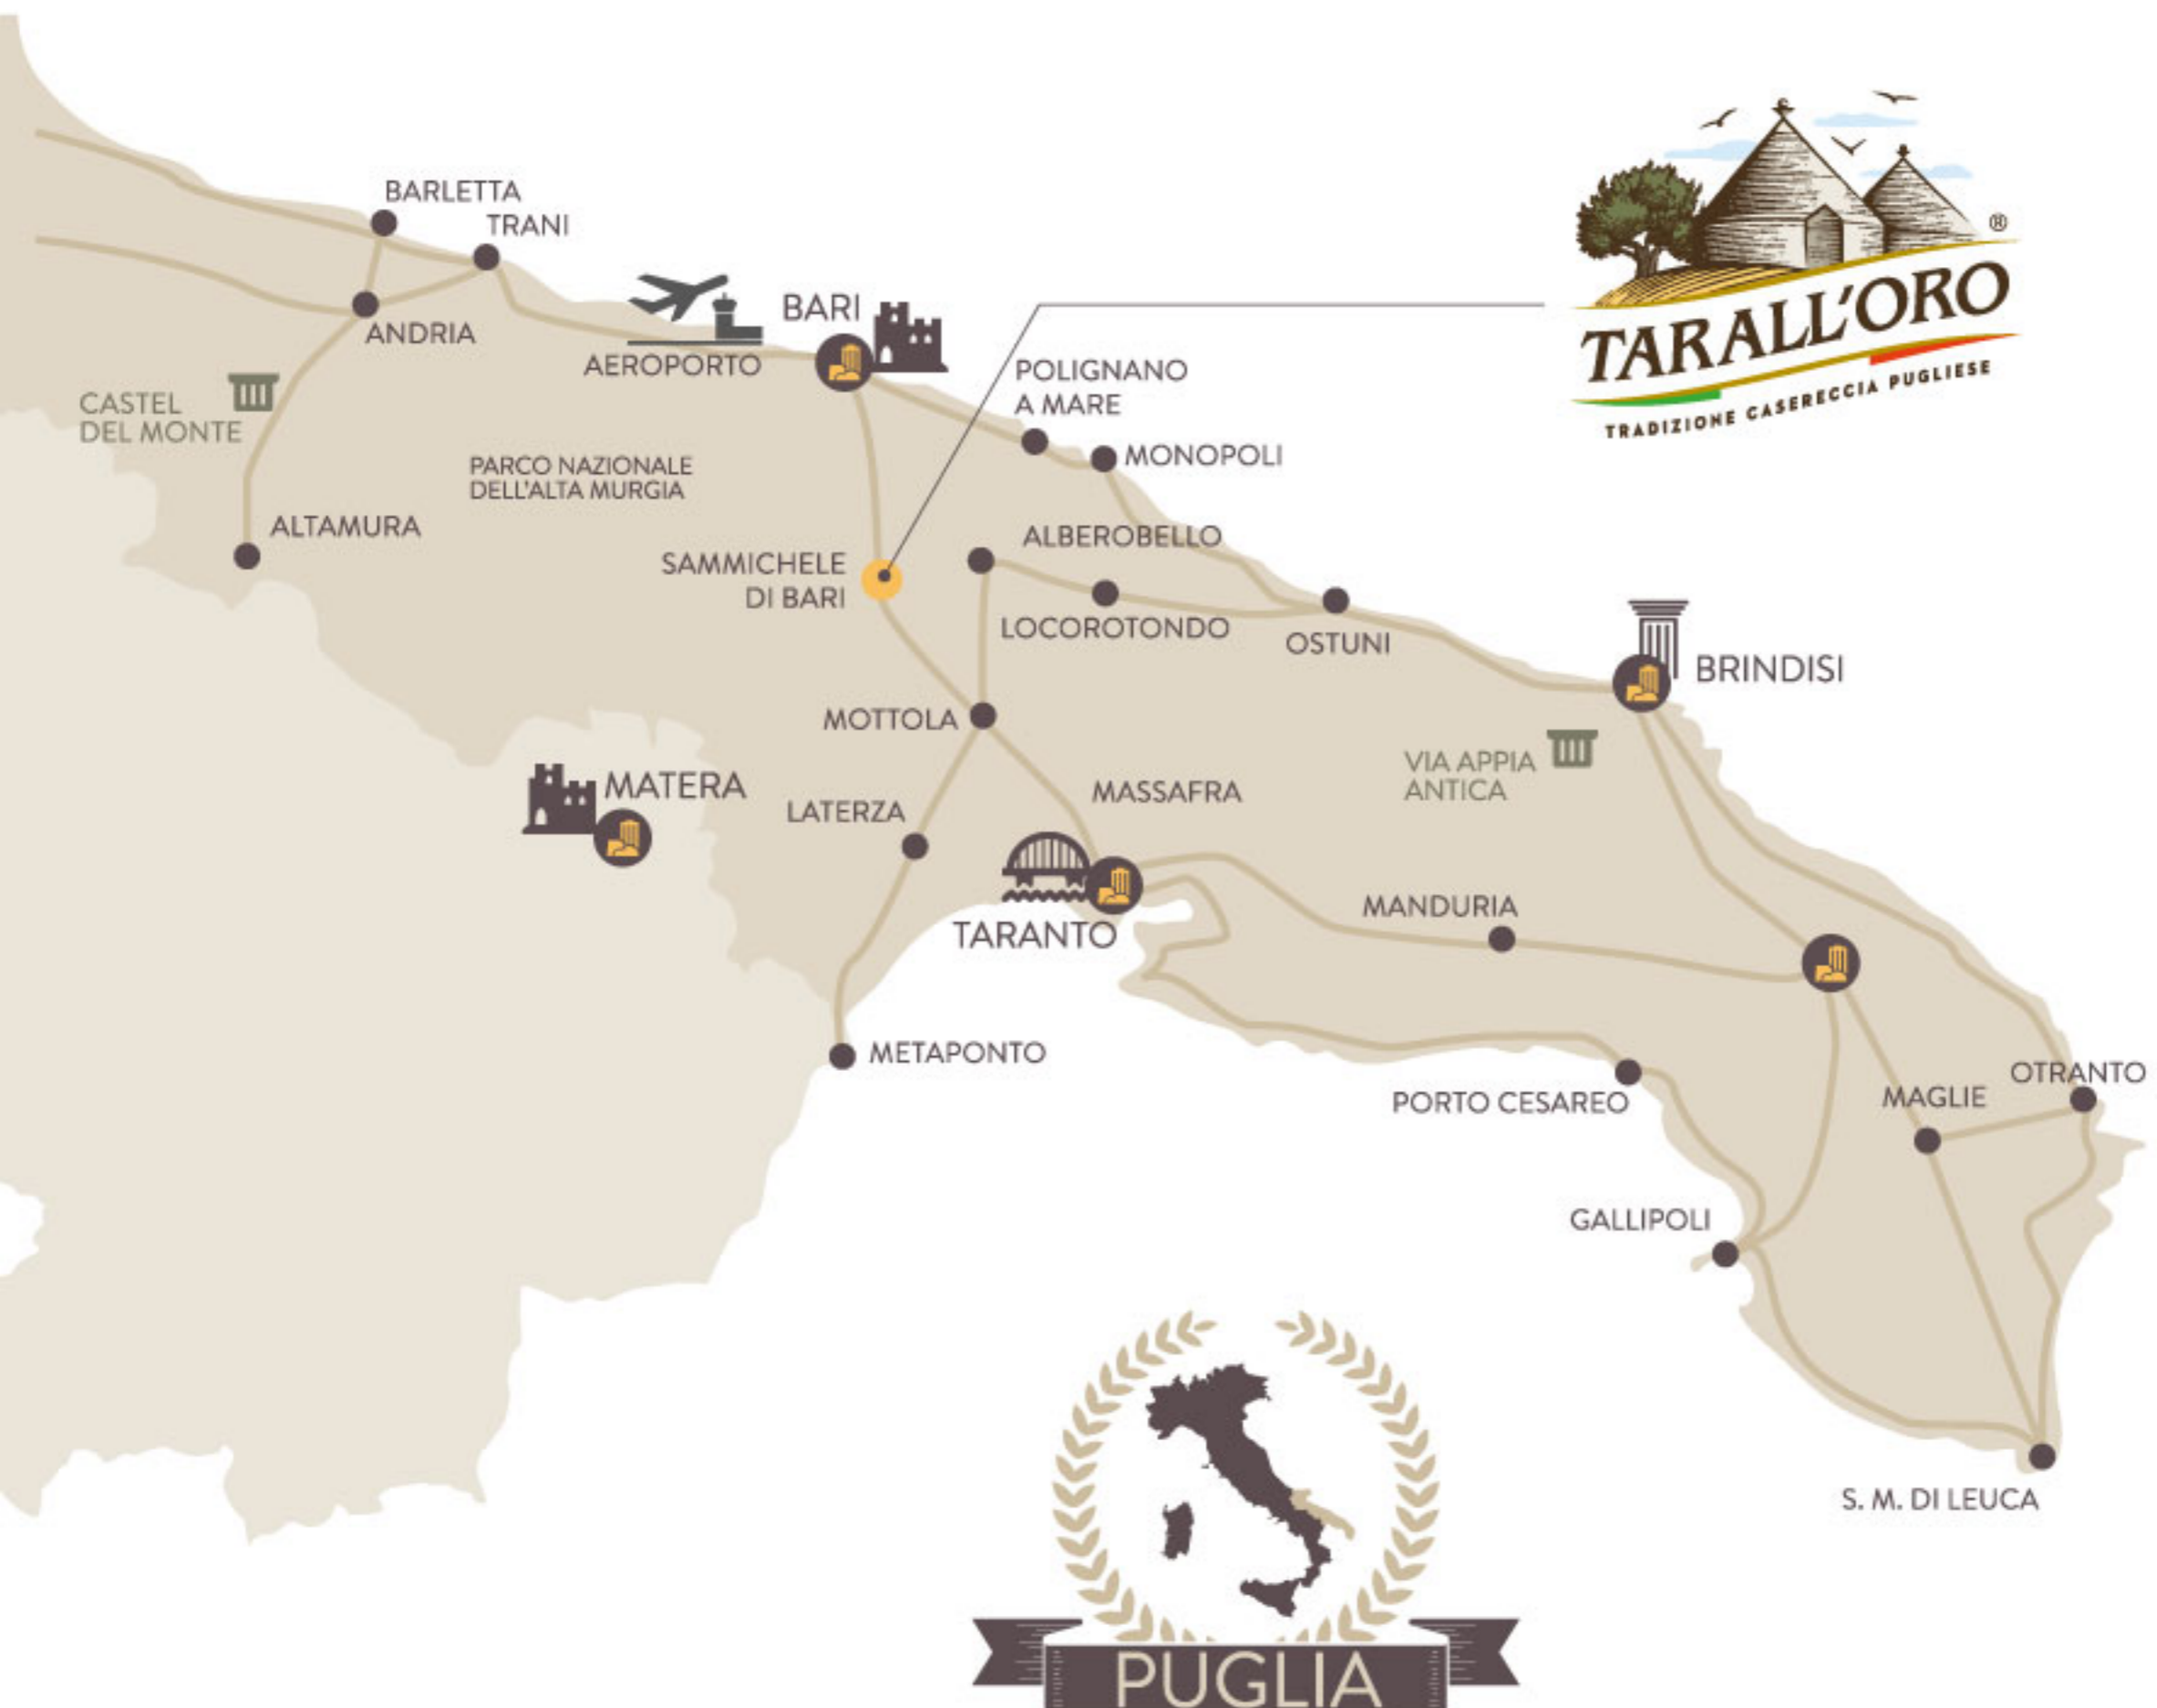 BARLETTA
TRANI
ANDRIA
AEROPORTO
BARI
CASTEL
DEL MONTE
PARCO NAZIONALE
DELL'ALTA MURGIA
ALTAMURA
POLIGNANO
A MARE
MONOPOLI
®
TARALL'ORO
TRADIZIONE CASERECCIA PUGLIESE
SAMMICHELE
DI BARI
ALBEROBELLO
LOCOROTONDO
OSTUNI
BRINDISI
MOTTOLA
MATERA
LATERZA
MASSAFRA
VIA APPIA
ANTICA
TARANTO
MANDURIA
METAPONTO
PORTO CESAREO
MAGLIE
OTRANTO
GALLIPOLI
S. M. DI LEUCA
PUGLIA